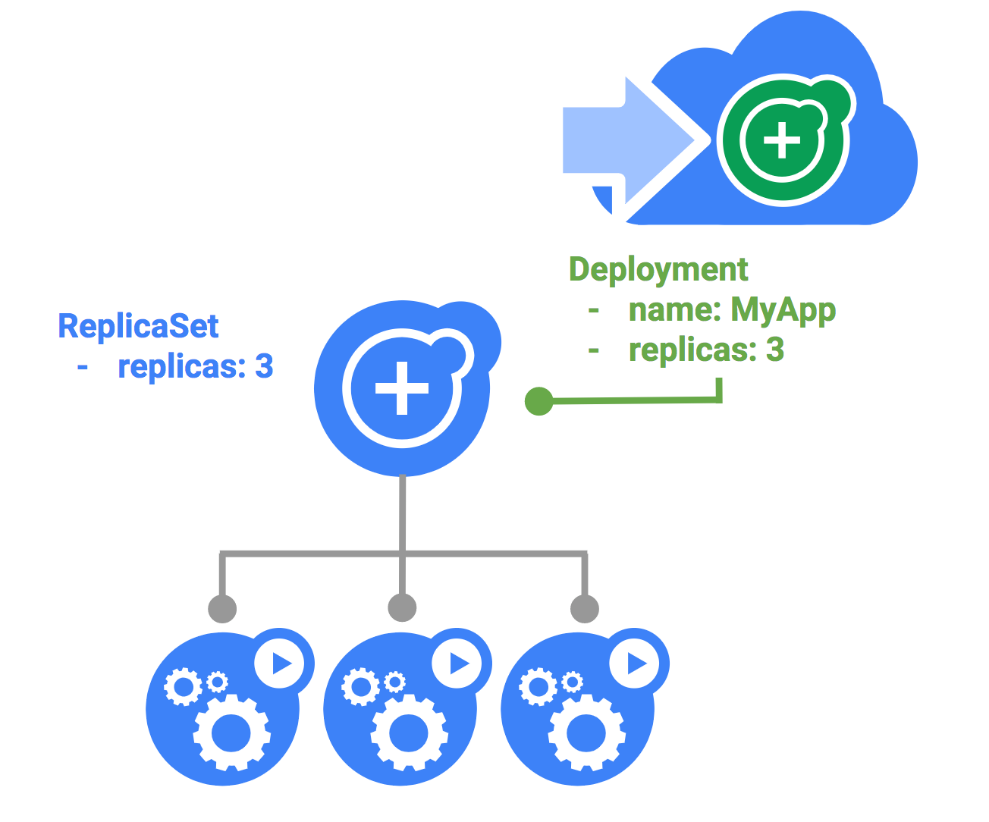 Deployment
- name: MyApp
- replicas: 3
ReplicaSet
- replicas: 3